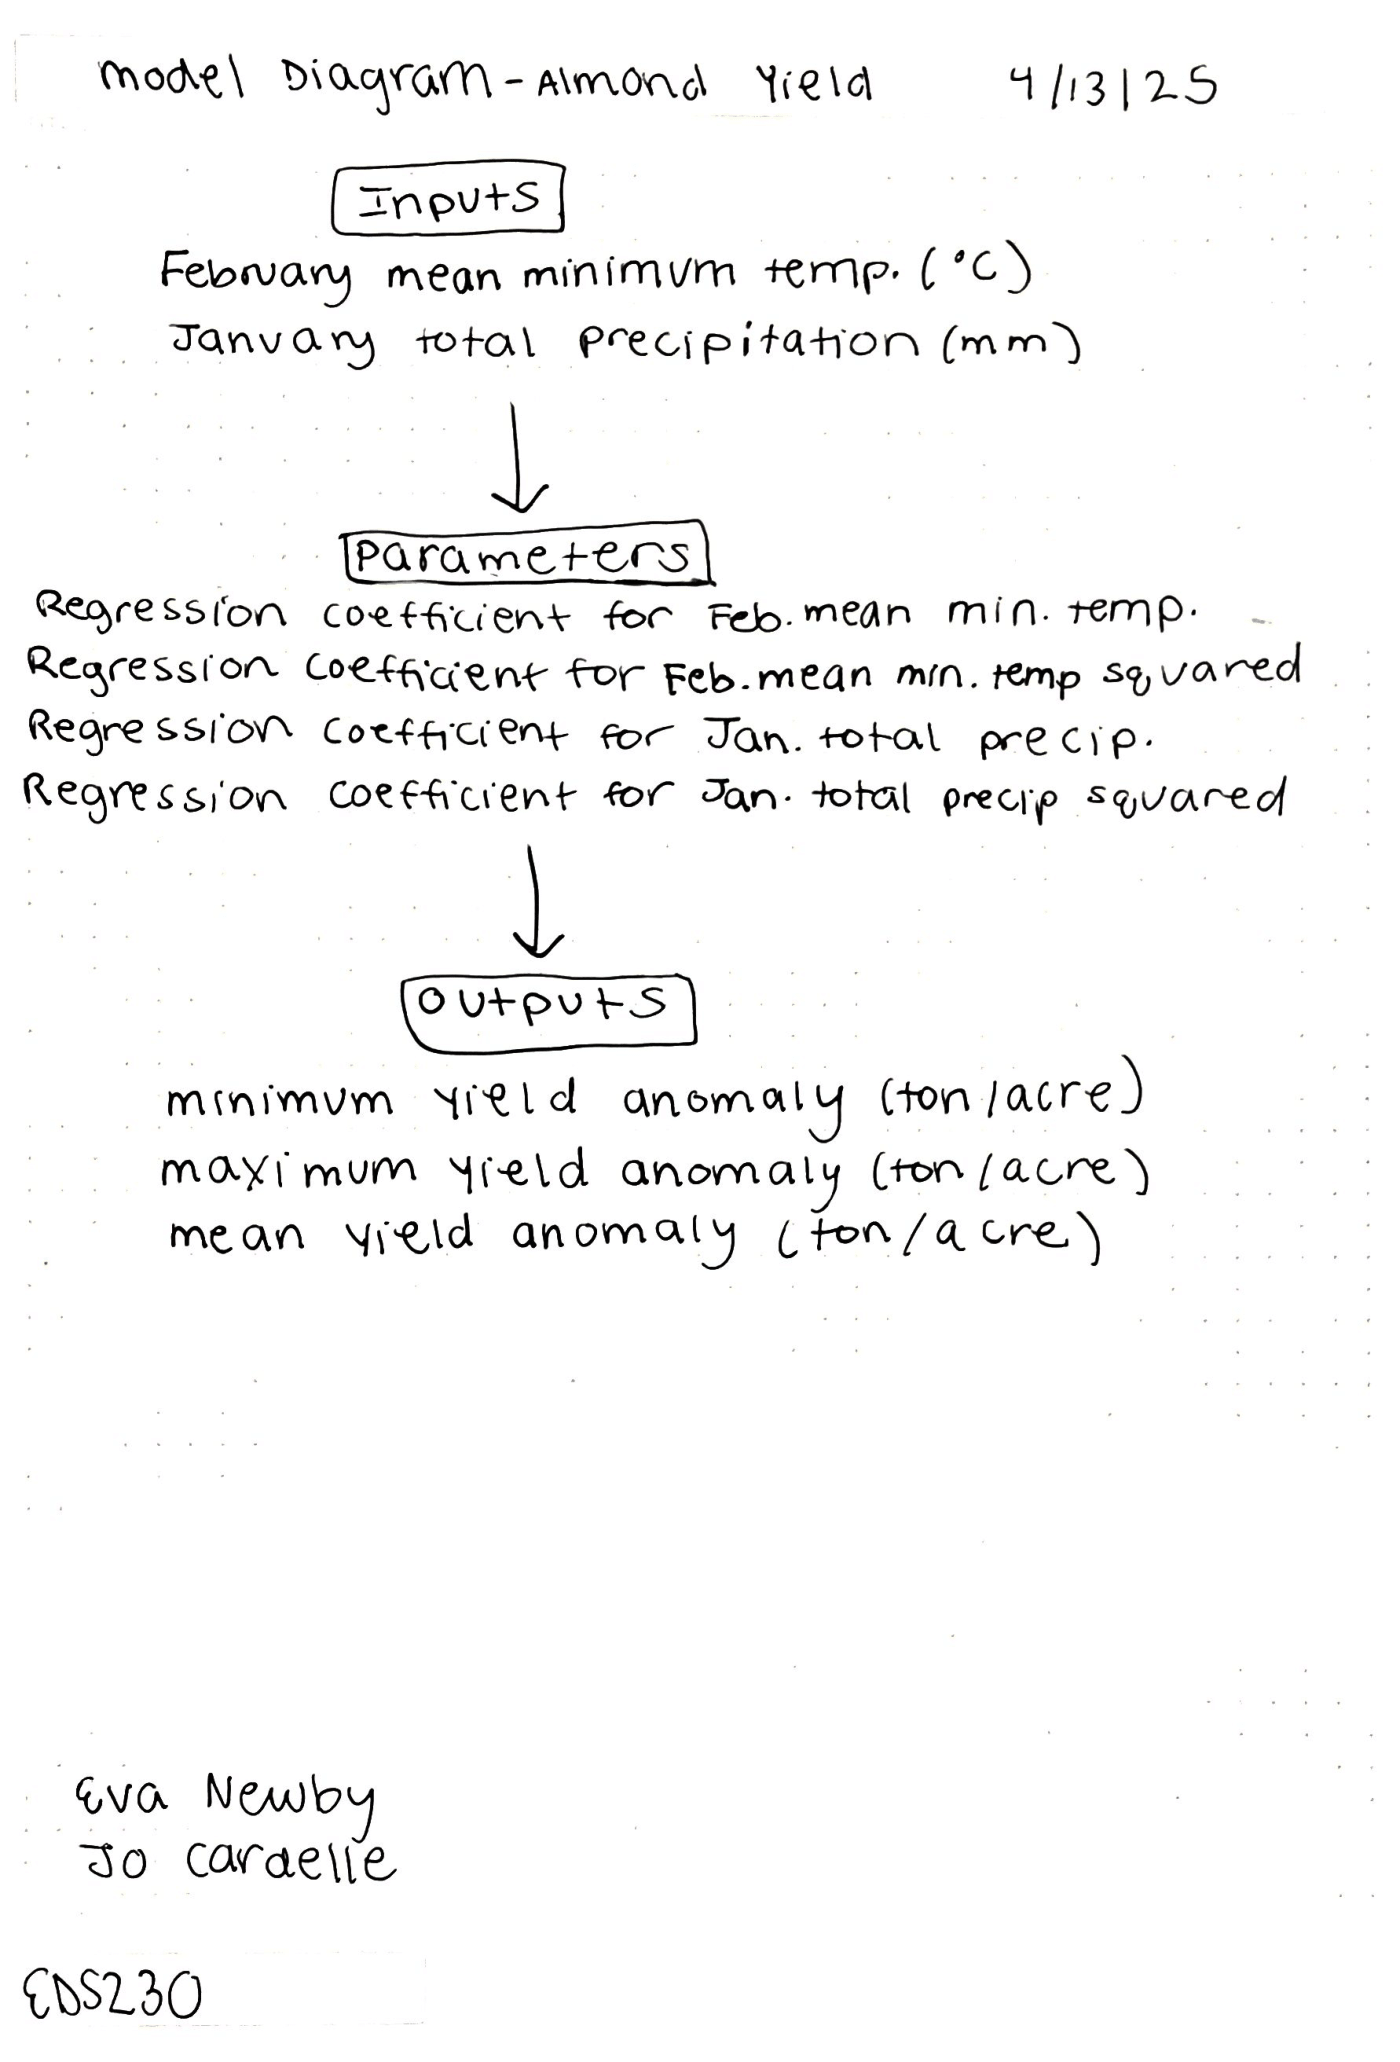 Model Diagram - Almond Yield 4/13/25
Inputs
February mean minimum temp. (°C)
January total precipitation (mm)
Parameters
Regression coefficient for Feb. mean min. temp.
Regression coefficient for Feb. mean min. temp squared
Regression coefficient for Jan. total precip.
Regression coefficient for Jan. total precip squared
Outputs
minimum yield anomaly (ton/acre)
maximum yield anomaly (ton/acre)
mean yield anomaly (ton/acre)
Eva Newby
Jo Cardelle
EDS230